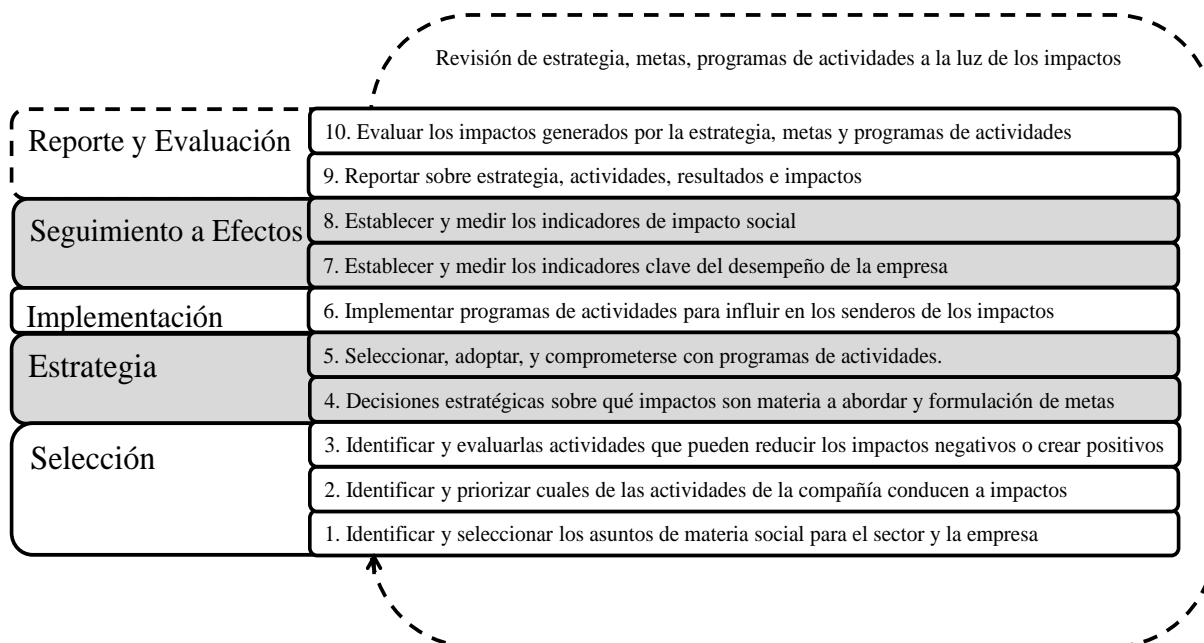 Revisión de estrategia, metas, programas de actividades a la luz de los impactos
Reporte y Evaluación
10. Evaluar los impactos generados por la estrategia, metas y programas de actividades
9. Reportar sobre estrategia, actividades, resultados e impactos
Seguimiento a Efectos
8. Establecer y medir los indicadores de impacto social
7. Establecer y medir los indicadores clave del desempeño de la empresa
Implementación
6. Implementar programas de actividades para influir en los senderos de los impactos
Estrategia
5. Seleccionar, adoptar, y comprometerse con programas de actividades.
4. Decisiones estratégicas sobre qué impactos son materia a abordar y formulación de metas
Selección
3. Identificar y evaluarlas actividades que pueden reducir los impactos negativos o crear positivos
2. Identificar y priorizar cuales de las actividades de la compañía conducen a impactos
1. Identificar y seleccionar los asuntos de materia social para el sector y la empresa